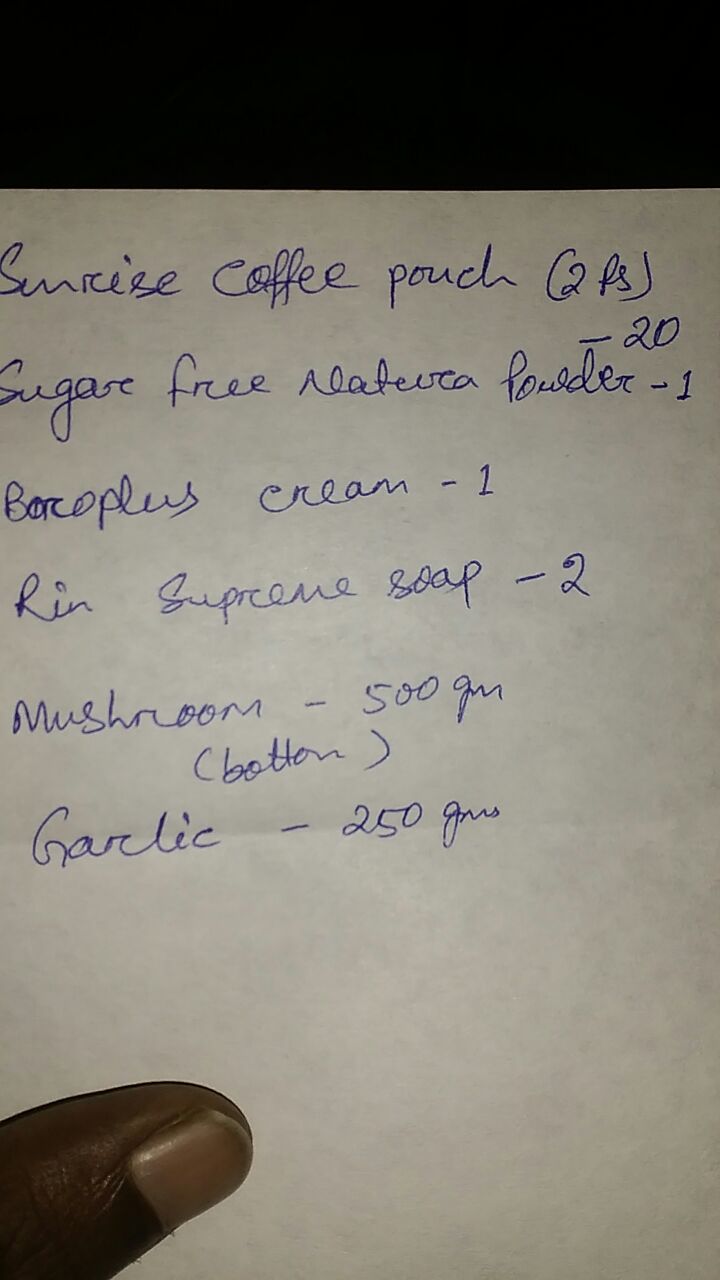 Sunrise Coffee pouch (2 Rs)
- 20
Sugar free Natura Powder - 1
Boroplus cream - 1
Rin Supreme soap - 2
Mushroom - 500 gm
(botton)
Garlic - 250 gms